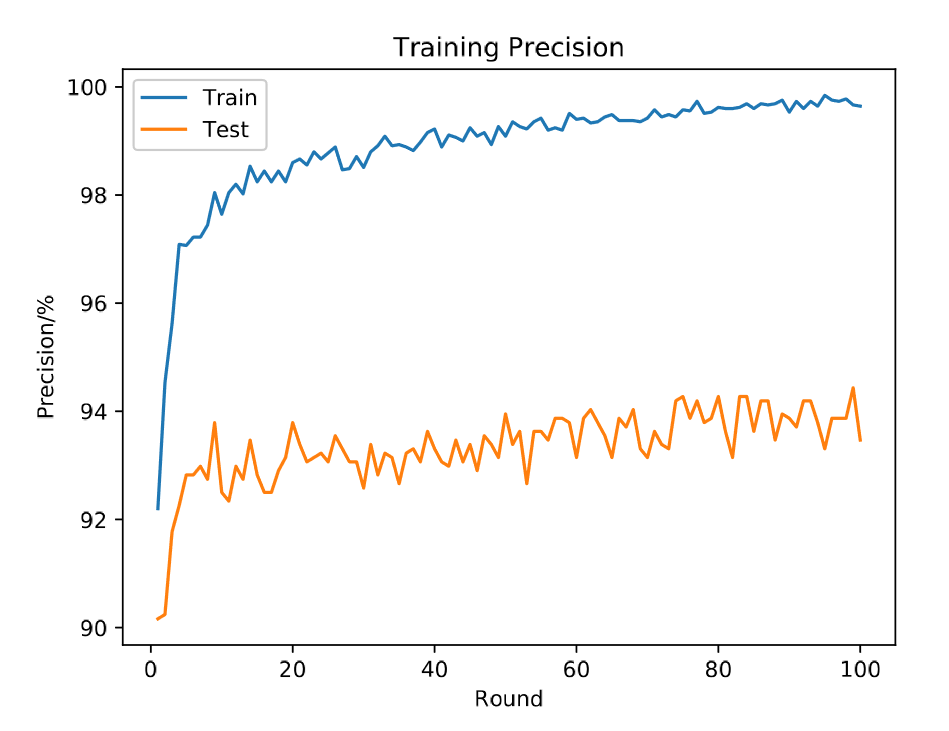 Training Precision
Train
Test
100
98
96
94
92
90
Precision/%
0 20 40 60 80 100
Round